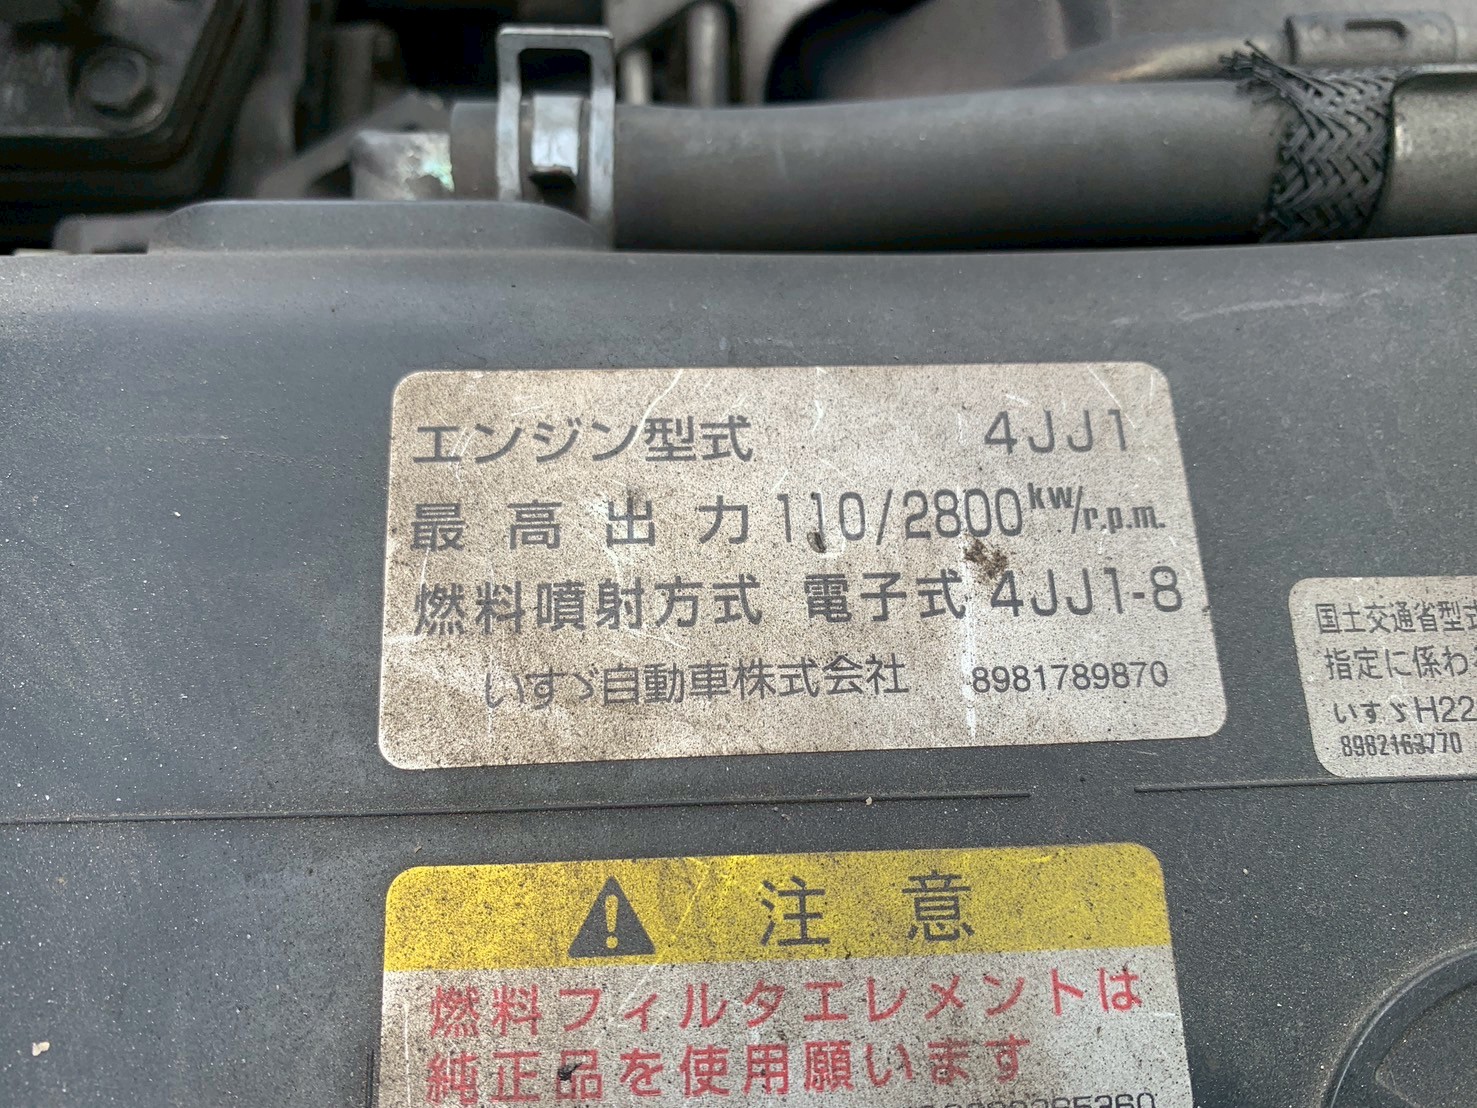 エンジン型式 4JJ1
最高出力 110/2800kw/r.p.m.
燃料噴射方式 電子式 4JJ1-8
いすゞ自動車株式会社 8981789870
国土交通省型式
指定に係わ
いすゞH22
8982163770
注意
燃料フィルタエレメントは
純正品を使用願います